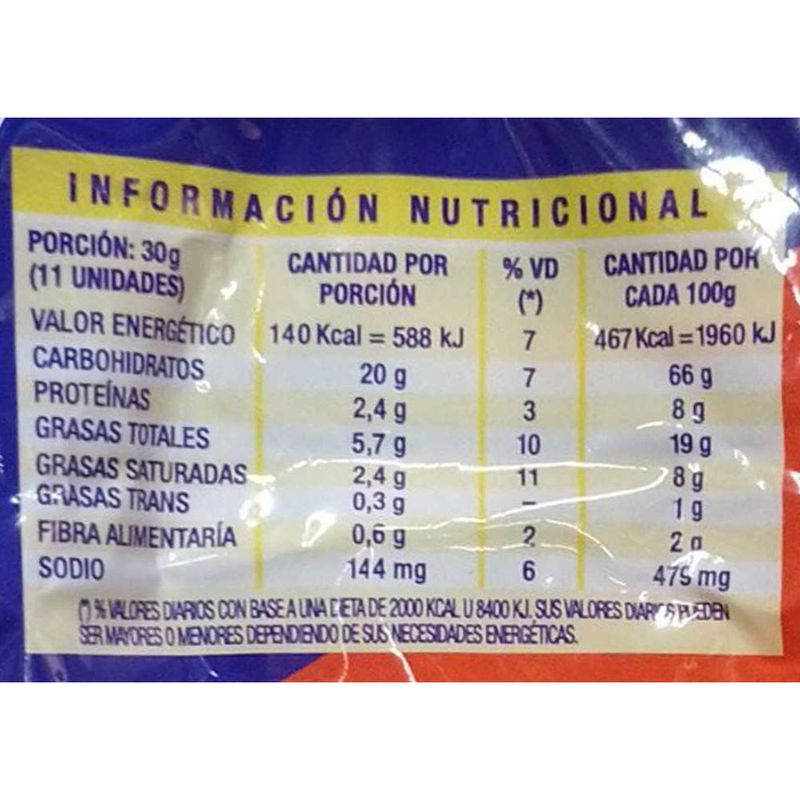 INFORMACIÓN NUTRICIONAL
PORCIÓN: 30g (11 UNIDADES) CANTIDAD POR PORCIÓN % VD (*) CANTIDAD POR CADA 100g
VALOR ENERGÉTICO 140 Kcal = 588 kJ 7 467 Kcal = 1960 kJ
CARBOHIDRATOS 20 g 7 66 g
PROTEÍNAS 2,4 g 3 8 g
GRASAS TOTALES 5,7 g 10 19 g
GRASAS SATURADAS 2,4 g 11 8 g
GRASAS TRANS 0,3 g – 1 g
FIBRA ALIMENTARÍA 0,6 g 2 2 g
SODIO 144 mg 6 475 mg
(*) % VALORES DIARIOS CON BASE A UNA DIETA DE 2000 KCAL U 8400 KJ. SUS VALORES DIARIOS PUEDEN
SER MAYORES O MENORES DEPENDIENDO DE SUS NECESIDADES ENERGÉTICAS.